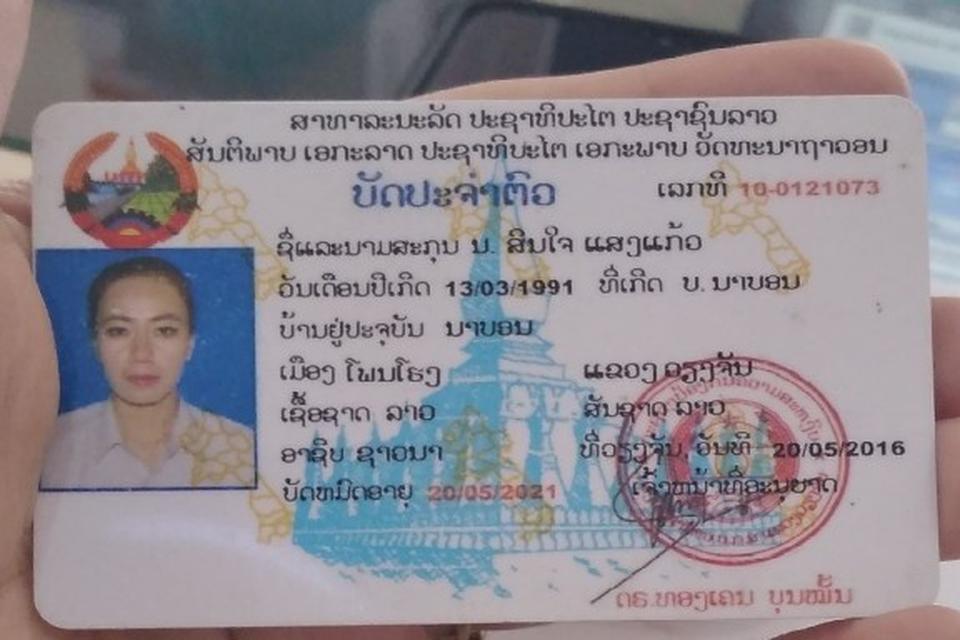 ສາທາລະນະລັດ ປະຊາທິປະໄຕ ປະຊາຊົນລາວ
ສັນຕິພາບ ເອກະລາດ ປະຊາທິປະໄຕ ເອກະພາບ ວັດທະນາຖາວອນ
ບັດປະຈຳຕົວ ເລກທີ 10-0121073
ຊື່ແລະນາມສະກຸນ ນ. ສິນໃຈ ແສງແກ້ວ
ວັນເດືອນປີເກີດ 13/03/1991 ທີ່ເກີດ ບ. ນາບອນ
ບ້ານຢູ່ປະຈຸບັນ ນາບອນ
ເມືອງ ໂພນໂຮງ ແຂວງ ວຽງຈັນ
ເຊື້ອຊາດ ລາວ ສັນຊາດ ລາວ
ອາຊີບ ຊາວນາ ທີ່ວຽງຈັນ, ວັນທີ 20/05/2016
ບັດຫມົດອາຍຸ 20/05/2021 ເຈົ້າຫນ້າທີ່ອະນຸຍາດ
ດຣ.ທອງເຄນ ບຸນໝັ້ນ